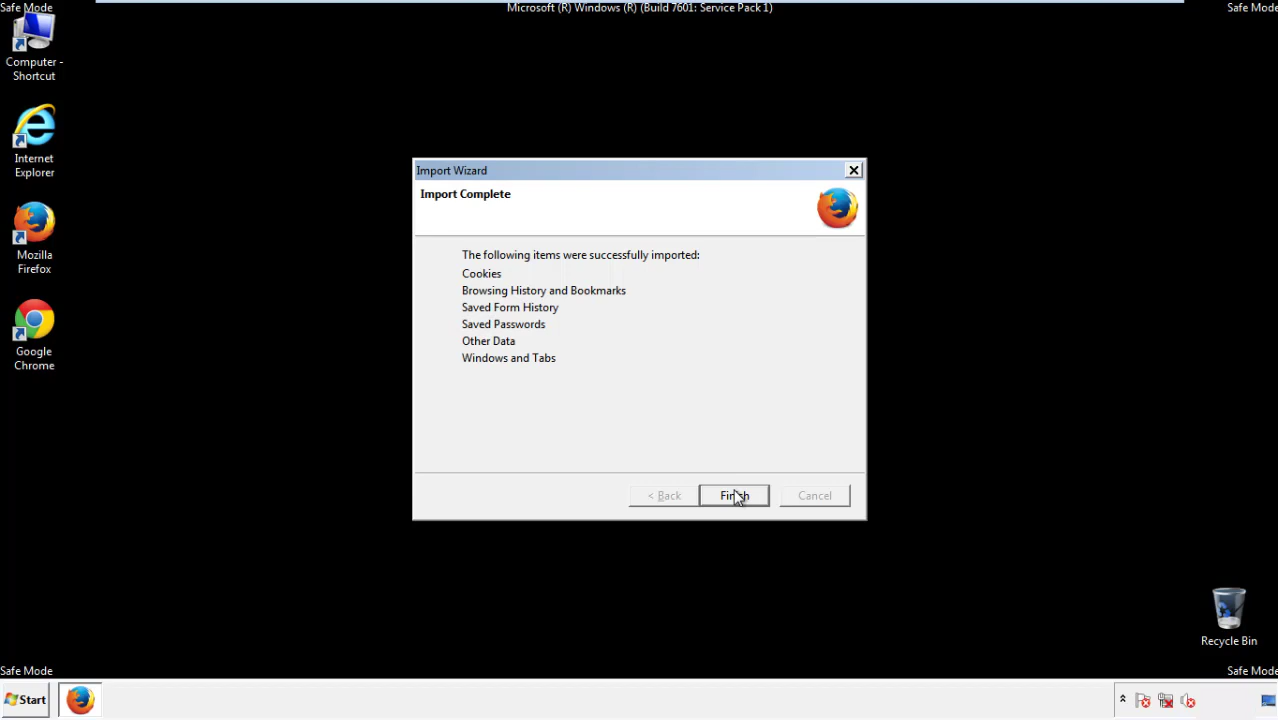 Safe Mode
Microsoft (R) Windows (R) (Build 7601: Service Pack 1)
Safe Mode
Computer -
Shortcut
Internet
Explorer
Mozilla
Firefox
Google
Chrome
Import Wizard
Import Complete
The following items were successfully imported:
Cookies
Browsing History and Bookmarks
Saved Form History
Saved Passwords
Other Data
Windows and Tabs
< Back
Finish
Cancel
Recycle Bin
Safe Mode
Safe Mode
Start